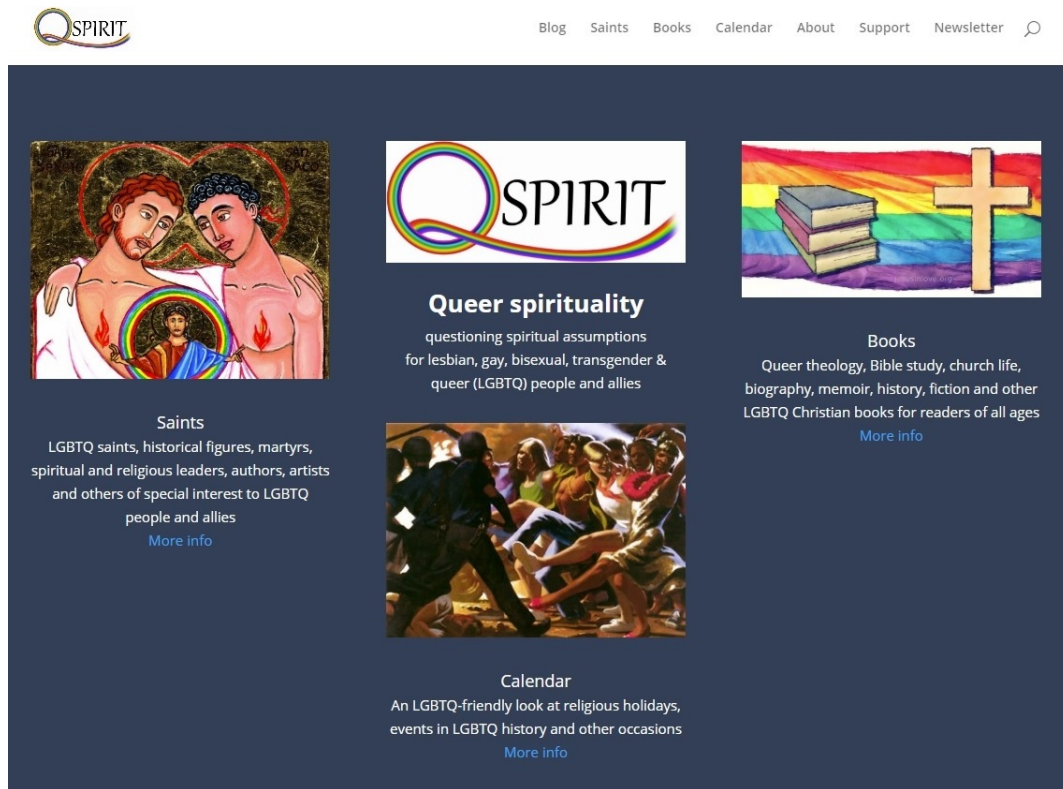 QSPIRIT
Blog Saints Books Calendar About Support Newsletter
Saints
LGBTQ saints, historical figures, martyrs,
spiritual and religious leaders, authors, artists
and others of special interest to LGBTQ
people and allies
More info
QSPIRIT
Queer spirituality
questioning spiritual assumptions
for lesbian, gay, bisexual, transgender &
queer (LGBTQ) people and allies
Calendar
An LGBTQ-friendly look at religious holidays,
events in LGBTQ history and other occasions
More info
Books
Queer theology, Bible study, church life,
biography, memoir, history, fiction and other
LGBTQ Christian books for readers of all ages
More info